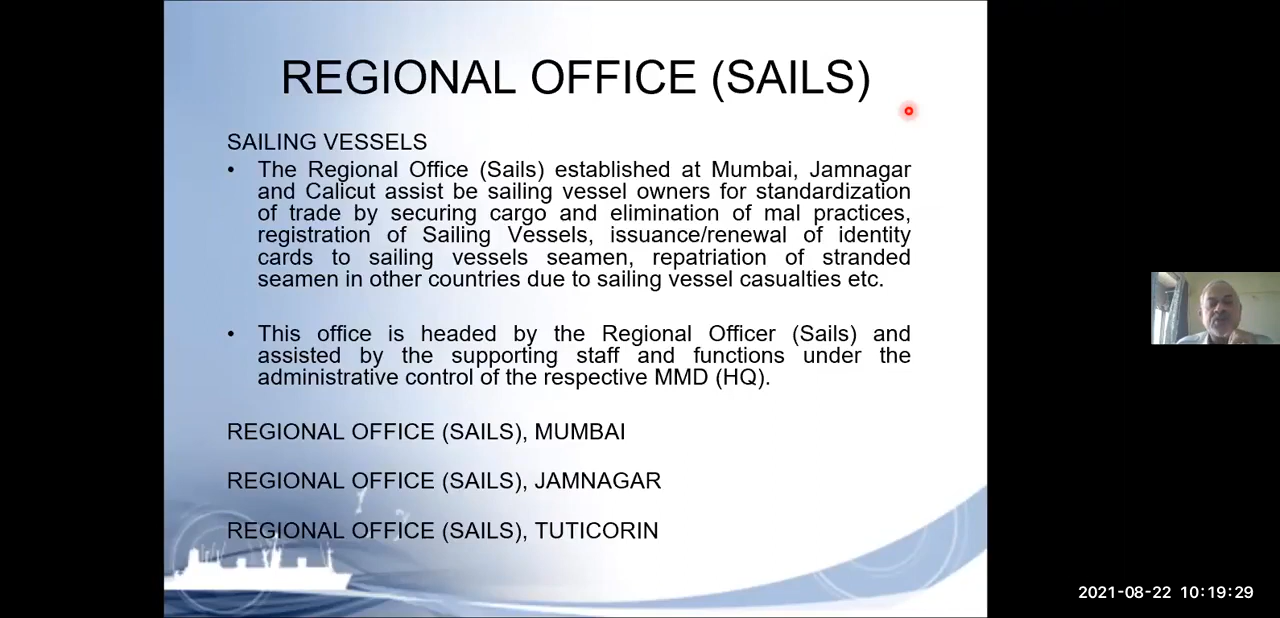 REGIONAL OFFICE (SAILS)
SAILING VESSELS
• The Regional Office (Sails) established at Mumbai, Jamnagar
and Calicut assist be sailing vessel owners for standardization
of trade by securing cargo and elimination of mal practices,
registration of Sailing Vessels, issuance/renewal of identity
cards to sailing vessels seamen, repatriation of stranded
seamen in other countries due to sailing vessel casualties etc.
• This office is headed by the Regional Officer (Sails) and
assisted by the supporting staff and functions under the
administrative control of the respective MMD (HQ).
REGIONAL OFFICE (SAILS), MUMBAI
REGIONAL OFFICE (SAILS), JAMNAGAR
REGIONAL OFFICE (SAILS), TUTICORIN
2021-08-22 10:19:29